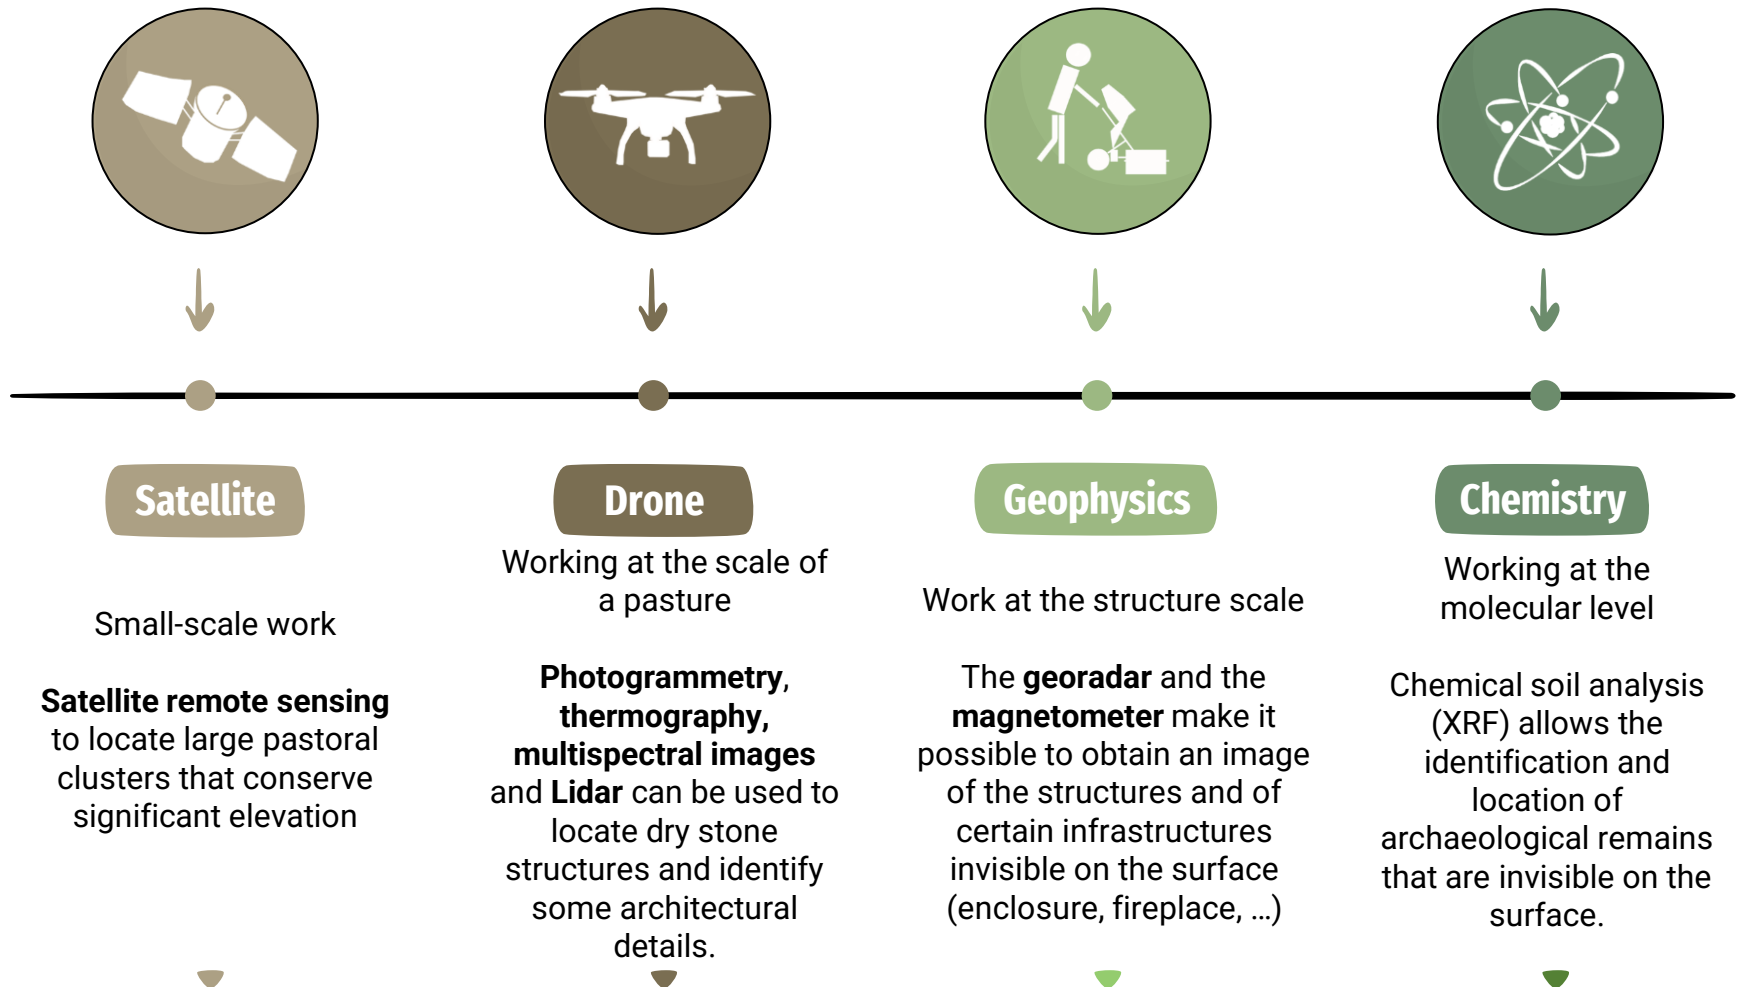 Satellite
Small-scale work
Satellite remote sensing
to locate large pastoral
clusters that conserve
significant elevation
Drone
Working at the scale of
a pasture
Photogrammetry,
thermography,
multispectral images
and Lidar can be used to
locate dry stone
structures and identify
some architectural
details.
Geophysics
Work at the structure scale
The georadar and the
magnetometer make it
possible to obtain an image
of the structures and of
certain infrastructures
invisible on the surface
(enclosure, fireplace, …)
Chemistry
Working at the
molecular level
Chemical soil analysis
(XRF) allows the
identification and
location of
archaeological remains
that are invisible on the
surface.